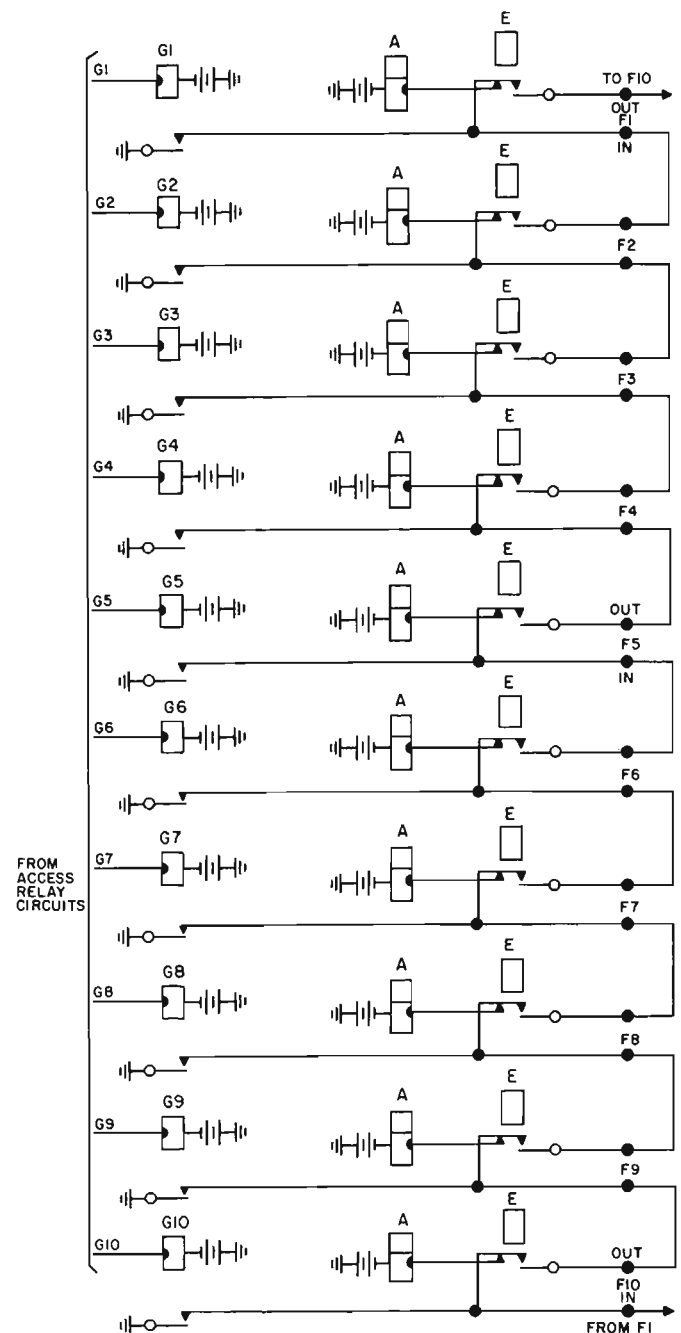 A E
G1 G1 TO F10
OUT
F1
IN
A E
G2 G2
F2
A E
G3 G3
F3
A E
G4 G4
F4
A E
G5 G5 OUT
F5
IN
A E
G6 G6
F6
A E
G7 G7
FROM
ACCESS
RELAY
CIRCUITS
F7
A E
G8 G8
F8
A E
G9 G9
F9
A E
G10 G10 OUT
F10
IN
FROM F1